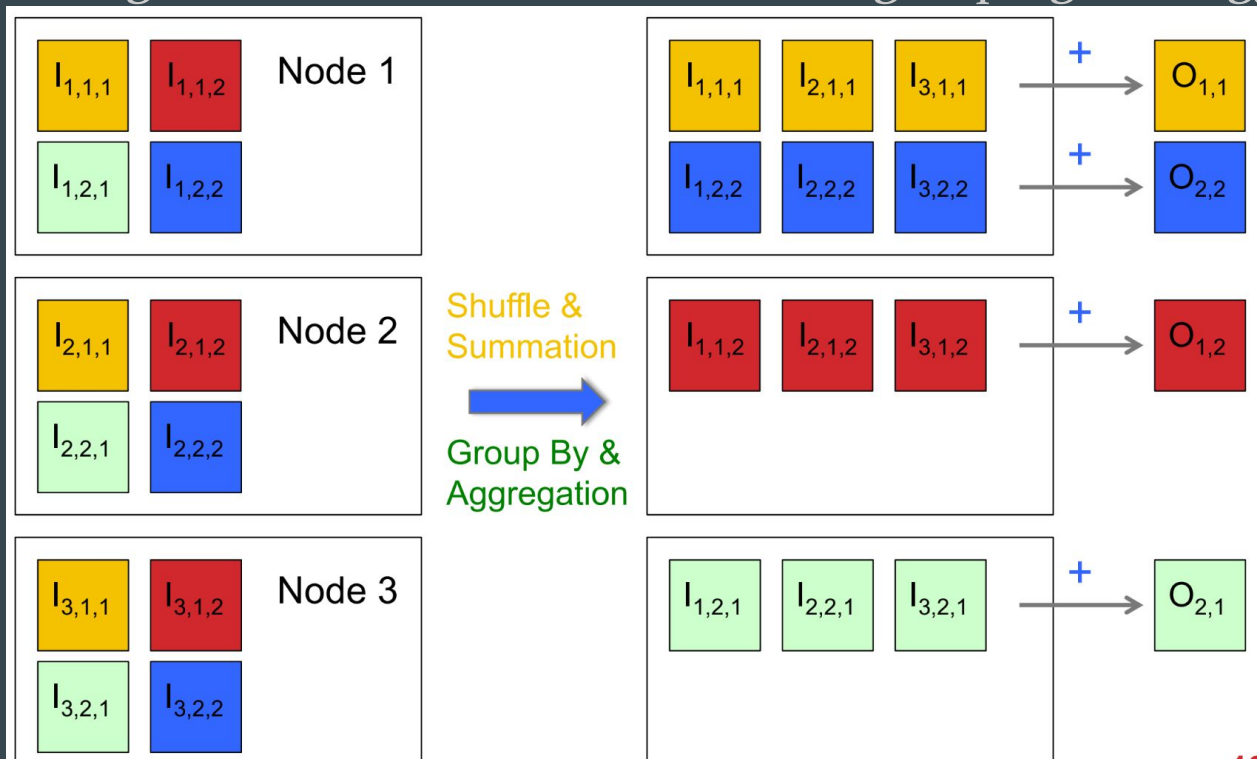 I1,1,1 I1,1,2 Node 1
I1,2,1 I1,2,2
I2,1,1 I2,1,2 Node 2
I2,2,1 I2,2,2
I3,1,1 I3,1,2 Node 3
I3,2,1 I3,2,2
Shuffle &
Summation
Group By &
Aggregation
I1,1,1 I2,1,1 I3,1,1 + O1,1
I1,2,2 I2,2,2 I3,2,2 + O2,2
I1,1,2 I2,1,2 I3,1,2 + O1,2
I1,2,1 I2,2,1 I3,2,1 + O2,1